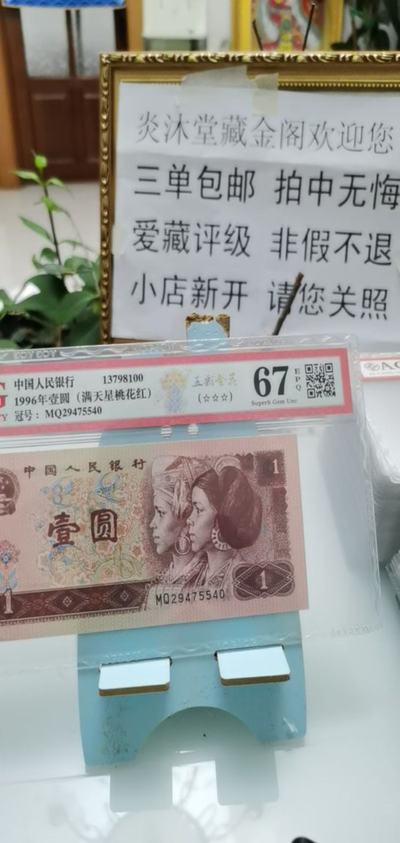 炎沐堂藏金阁欢迎您
三单包邮 拍中无悔
爱藏评级 非假不退
小店新开 请您关照
中国人民银行 13798100
1996年壹圆（满天星桃花红）
冠号：MQ29475540
(☆☆☆)
67 EPQ
Superb Gem Unc
中国人民银行
1
壹圆
MQ29475540
1
1